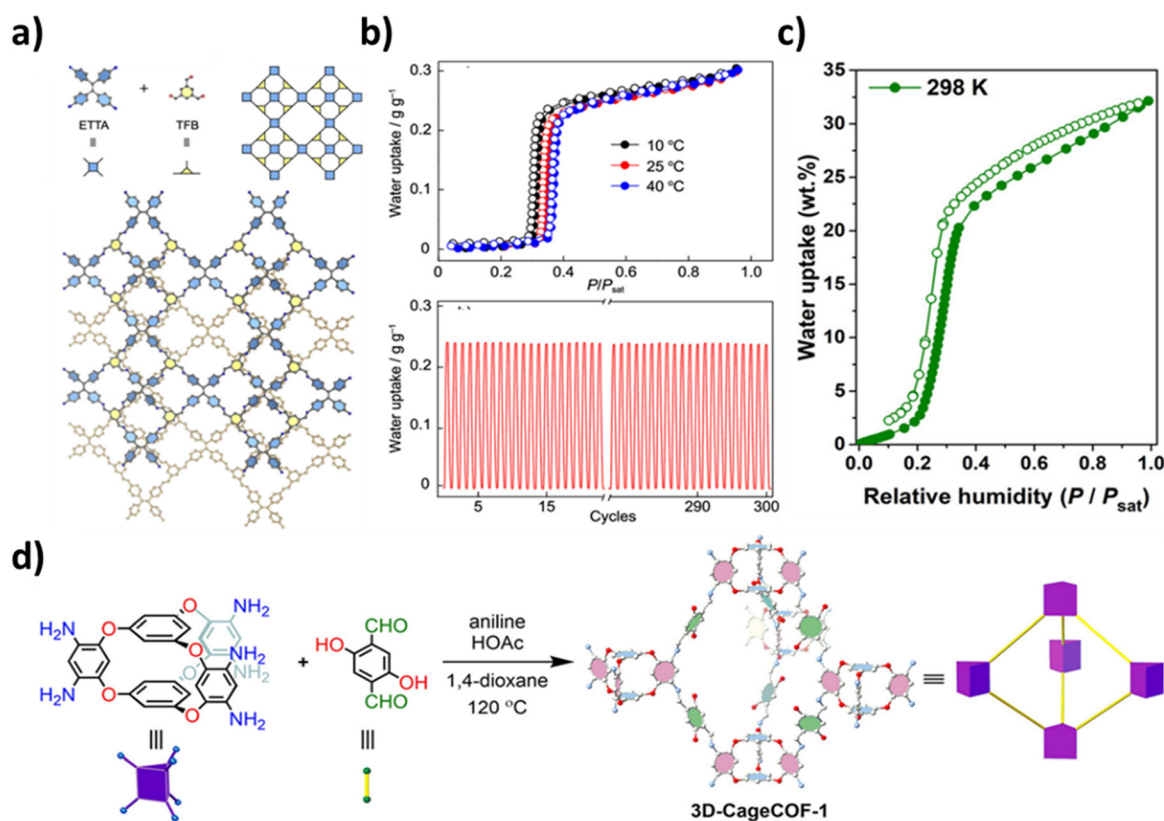 a)
ETTA
+
TFB
b)
Water uptake / g g⁻¹
0.3
0.2
0.1
0
10 °C
25 °C
40 °C
0
0.2
0.4
0.6
0.8
1.0
P/Psat
Water uptake / g g⁻¹
0.3
0.2
0.1
0
5
15
290
300
Cycles
c)
298 K
Water uptake (wt.%)
35
30
25
20
15
10
5
0
0.0
0.2
0.4
0.6
0.8
1.0
Relative humidity (P / Psat)
d)
H₂N
H₂N
O
O
O
O
O
O
NH₂
NH₂
NH₂
NH₂
+
CHO
HO
OH
CHO
aniline
HOAc
1,4-dioxane
120 °C
3D-CageCOF-1